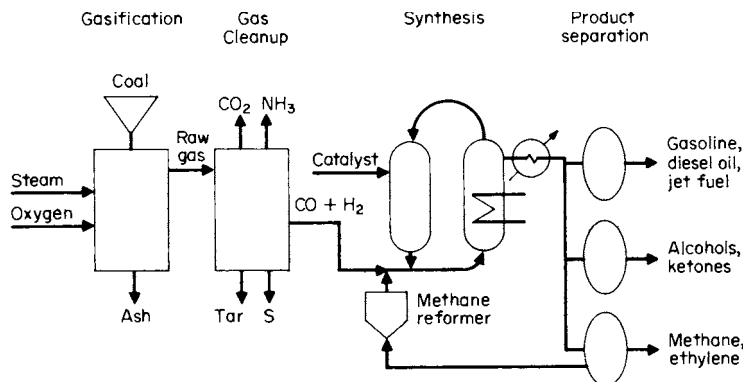 Gasification
Gas
Cleanup
Synthesis
Product
separation
Coal
CO₂
NH₃
Raw
gas
Catalyst
Steam
Oxygen
CO + H₂
Gasoline,
diesel oil,
jet fuel
Alcohols,
ketones
Ash
Tar
S
Methane
reformer
Methane,
ethylene